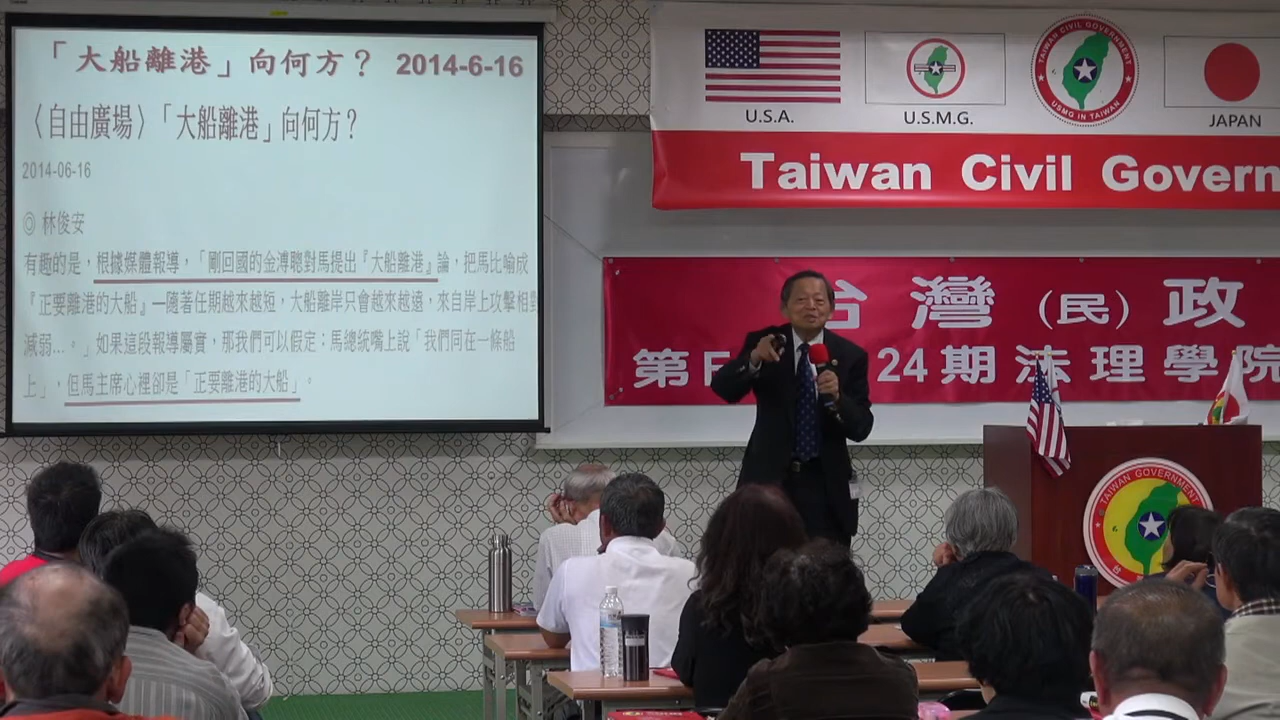 「大船離港」向何方？ 2014-6-16
〈自由廣場〉「大船離港」向何方？
2014-06-16
◎ 林俊安
有趣的是，根據媒體報導，「剛回國的金溥聰對馬提出『大船離港』論，把馬比喻成
『正要離港的大船』—隨著任期越來越短，大船離岸只會越來越遠，來自岸上攻擊相對
減弱…。」如果這段報導屬實，那我們可以假定：馬總統嘴上說「我們同在一條船
上」，但馬主席心裡卻是「正要離港的大船」。
U.S.A.
U.S.M.G.
TAIWAN CIVIL GOVERNMENT
USMG IN TAIWAN
JAPAN
Taiwan Civil Govern
台灣（民）政
第 24期法理學院
TAIWAN GOVERNMENT